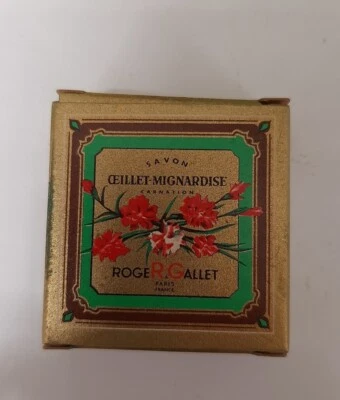 SAVON
ŒILLET-MIGNARDISE
CARNATION
ROGER.GALLET
PARIS
FRANCE